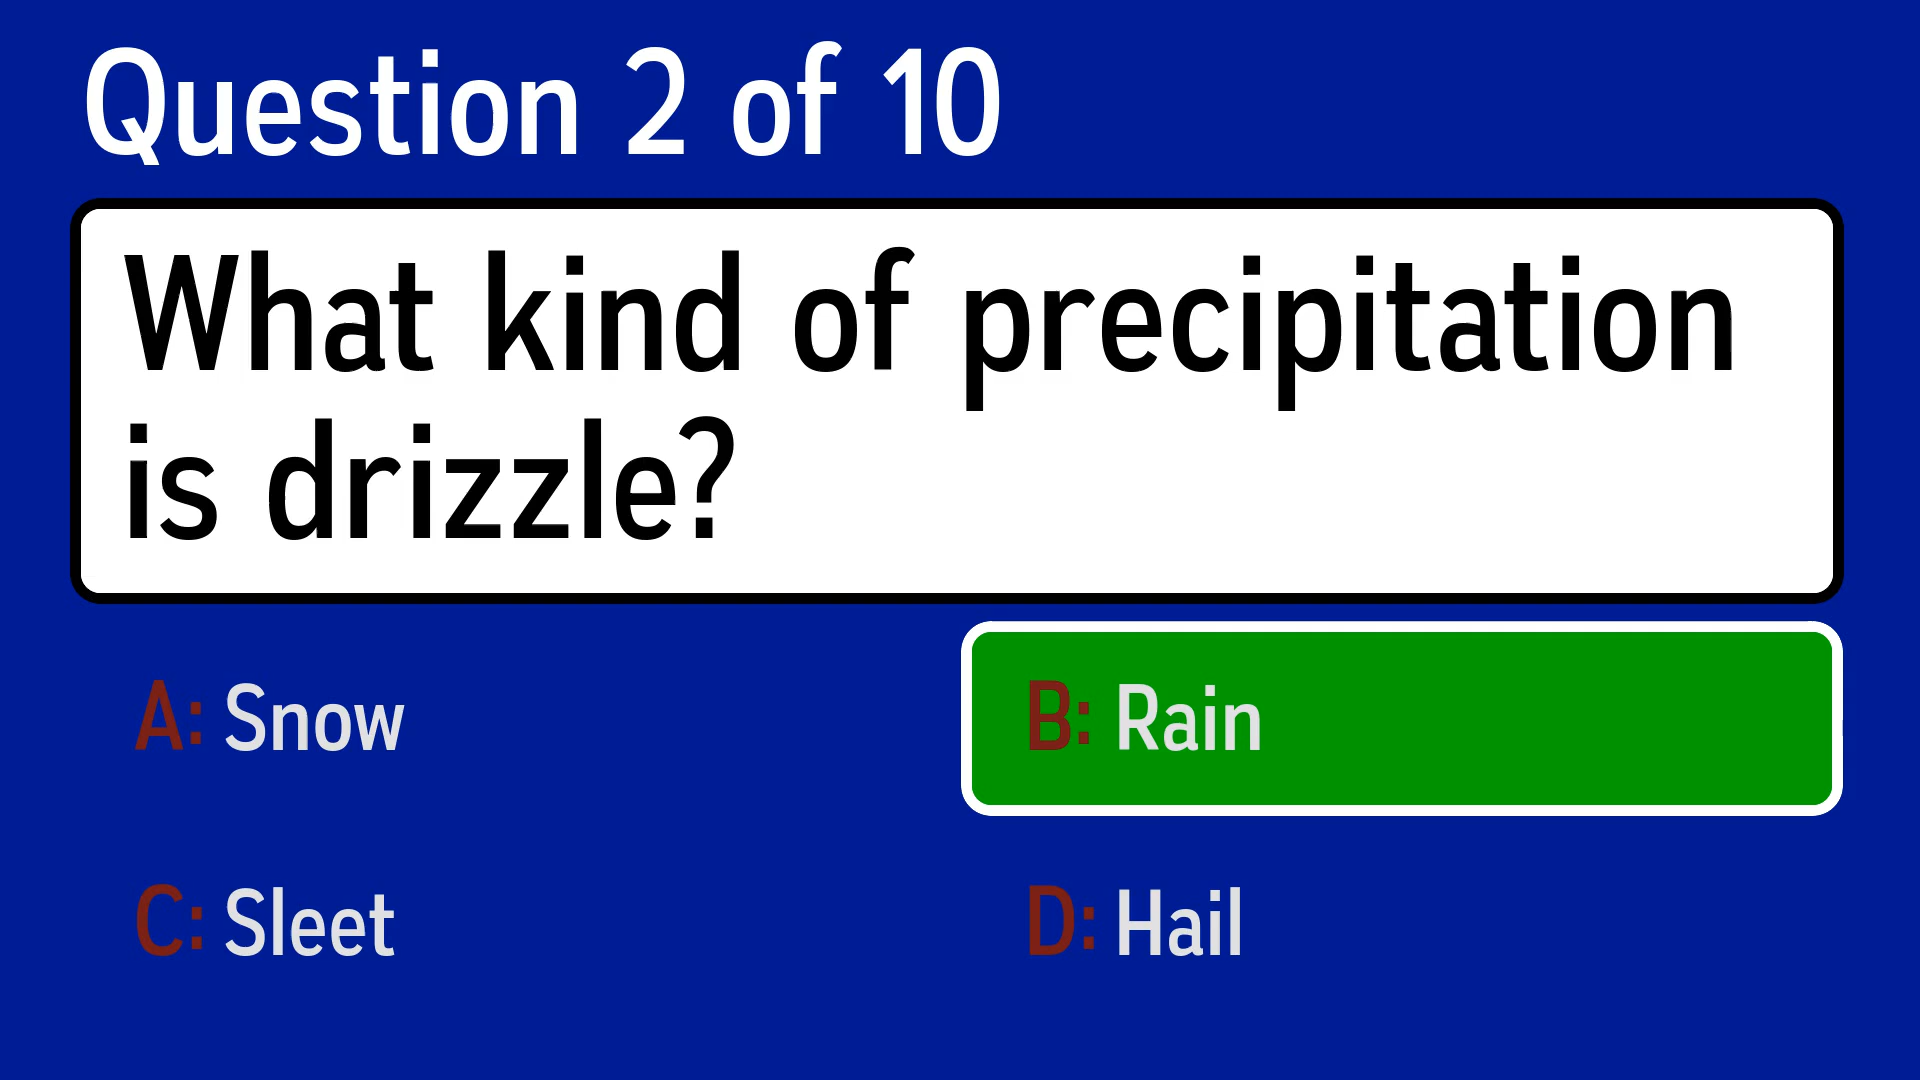 Question 2 of 10
What kind of precipitation
is drizzle?
A: Snow
B: Rain
C: Sleet
D: Hail